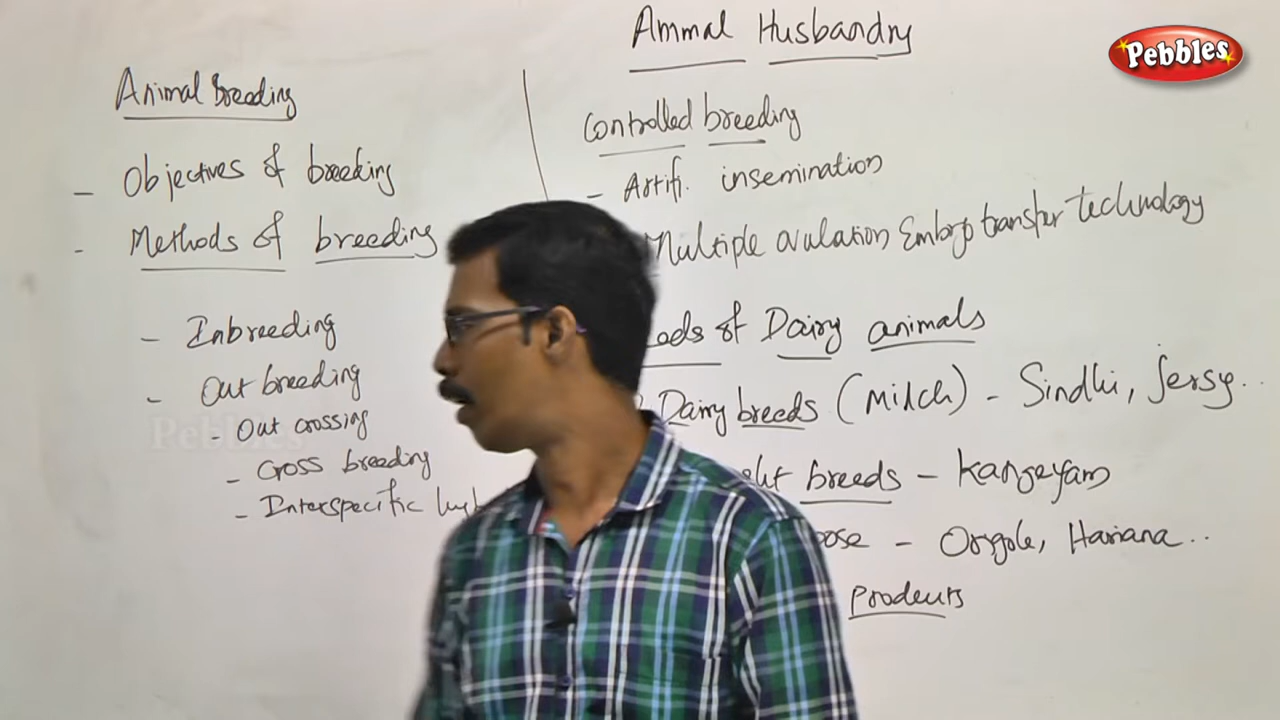 Animal Husbandry
Pebbles
Animal Breeding
- Objectives of breeding
- Methods of breeding
- Inbreeding
- Out breeding
- Out crossing
- Cross breeding
- Interspecific
Controlled breeding
- Artifi. insemination
Multiple ovulation Embryo transfer technology
of Dairy animals
Dairy breeds (Milch) - Sindhi, Jersy...
breeds - Kangeyam
- Ongole, Hariana...
Products
Pebbles